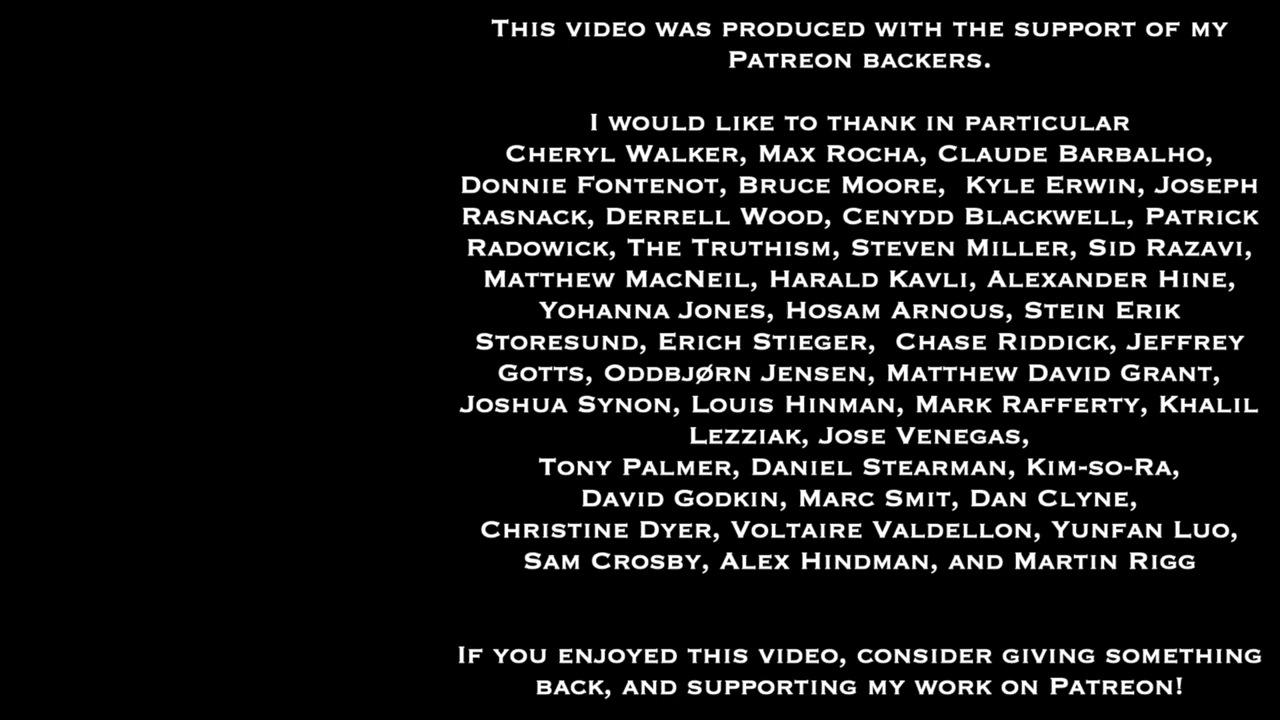 This video was produced with the support of my
Patreon backers.
I would like to thank in particular
Cheryl Walker, Max Rocha, Claude Barbalho,
Donnie Fontenot, Bruce Moore,  Kyle Erwin, Joseph
Rasnack, Derrell Wood, Cenydd Blackwell, Patrick
Radowick, The Truthism, Steven Miller, Sid Razavi,
Matthew MacNeil, Harald Kavli, Alexander Hine,
Yohanna Jones, Hosam Arnous, Stein Erik
Storesund, Erich Stieger,  Chase Riddick, Jeffrey
Gotts, Oddbjørn Jensen, Matthew David Grant,
Joshua Synon, Louis Hinman, Mark Rafferty, Khalil
Lezziak, Jose Venegas,
Tony Palmer, Daniel Stearman, Kim-so-Ra,
David Godkin, Marc Smit, Dan Clyne,
Christine Dyer, Voltaire Valdellon, Yunfan Luo,
Sam Crosby, Alex Hindman, and Martin Rigg
If you enjoyed this video, consider giving something
back, and supporting my work on Patreon!